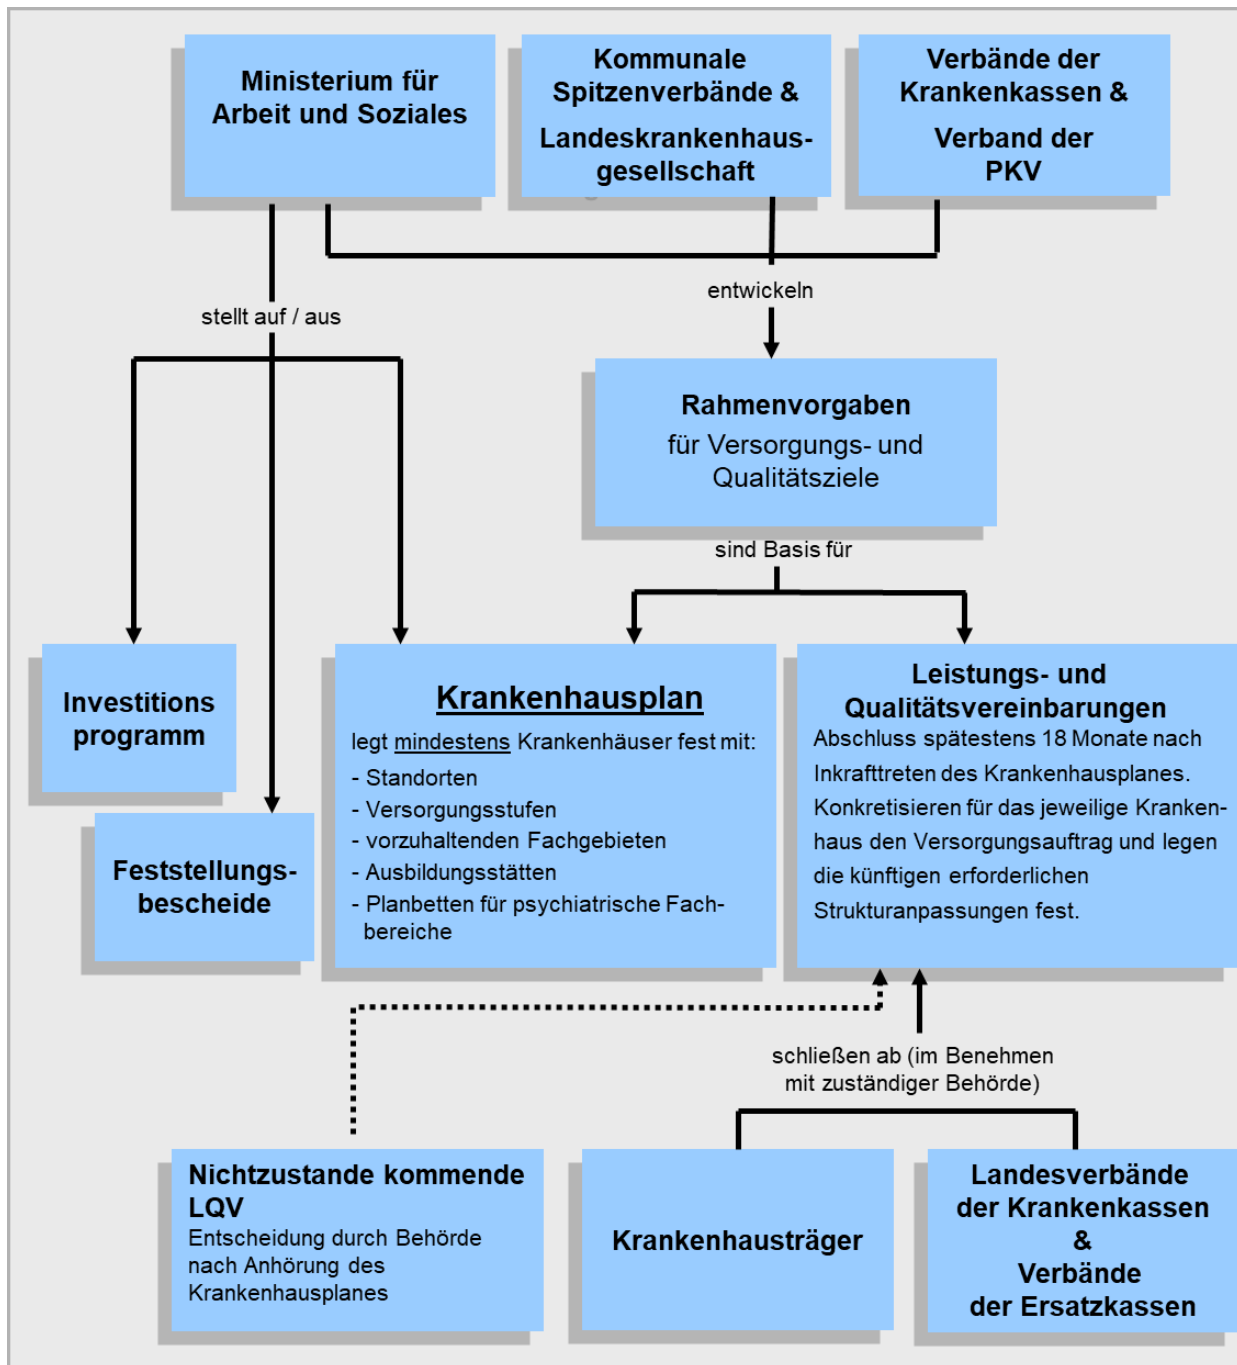 Ministerium für
Arbeit und Soziales
Kommunale
Spitzenverbände &
Landeskrankenhaus-
gesellschaft
Verbände der
Krankenkassen &
Verband der
PKV
stellt auf / aus
entwickeln
Rahmenvorgaben
für Versorgungs- und
Qualitätsziele
sind Basis für
Investitions
programm
Feststellungs-
bescheide
Krankenhausplan
legt mindestens Krankenhäuser fest mit:
- Standorten
- Versorgungsstufen
- vorzuhaltenden Fachgebieten
- Ausbildungsstätten
- Planbetten für psychiatrische Fach-
bereiche
Leistungs- und
Qualitätsvereinbarungen
Abschluss spätestens 18 Monate nach
Inkrafttreten des Krankenhausplanes.
Konkretisieren für das jeweilige Kranken-
haus den Versorgungsauftrag und legen
die künftigen erforderlichen
Strukturanpassungen fest.
schließen ab (im Benehmen
mit zuständiger Behörde)
Nichtzustande kommende
LQV
Entscheidung durch Behörde
nach Anhörung des
Krankenhausplanes
Krankenhausträger
Landesverbände
der Krankenkassen
&
Verbände
der Ersatzkassen